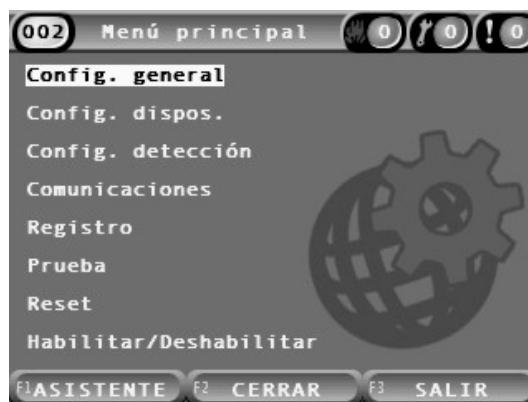 002 Menú principal 0 0 ! 0
Config. general
Config. dispos.
Config. detección
Comunicaciones
Registro
Prueba
Reset
Habilitar/Deshabilitar
F1 ASISTENTE F2 CERRAR F3 SALIR